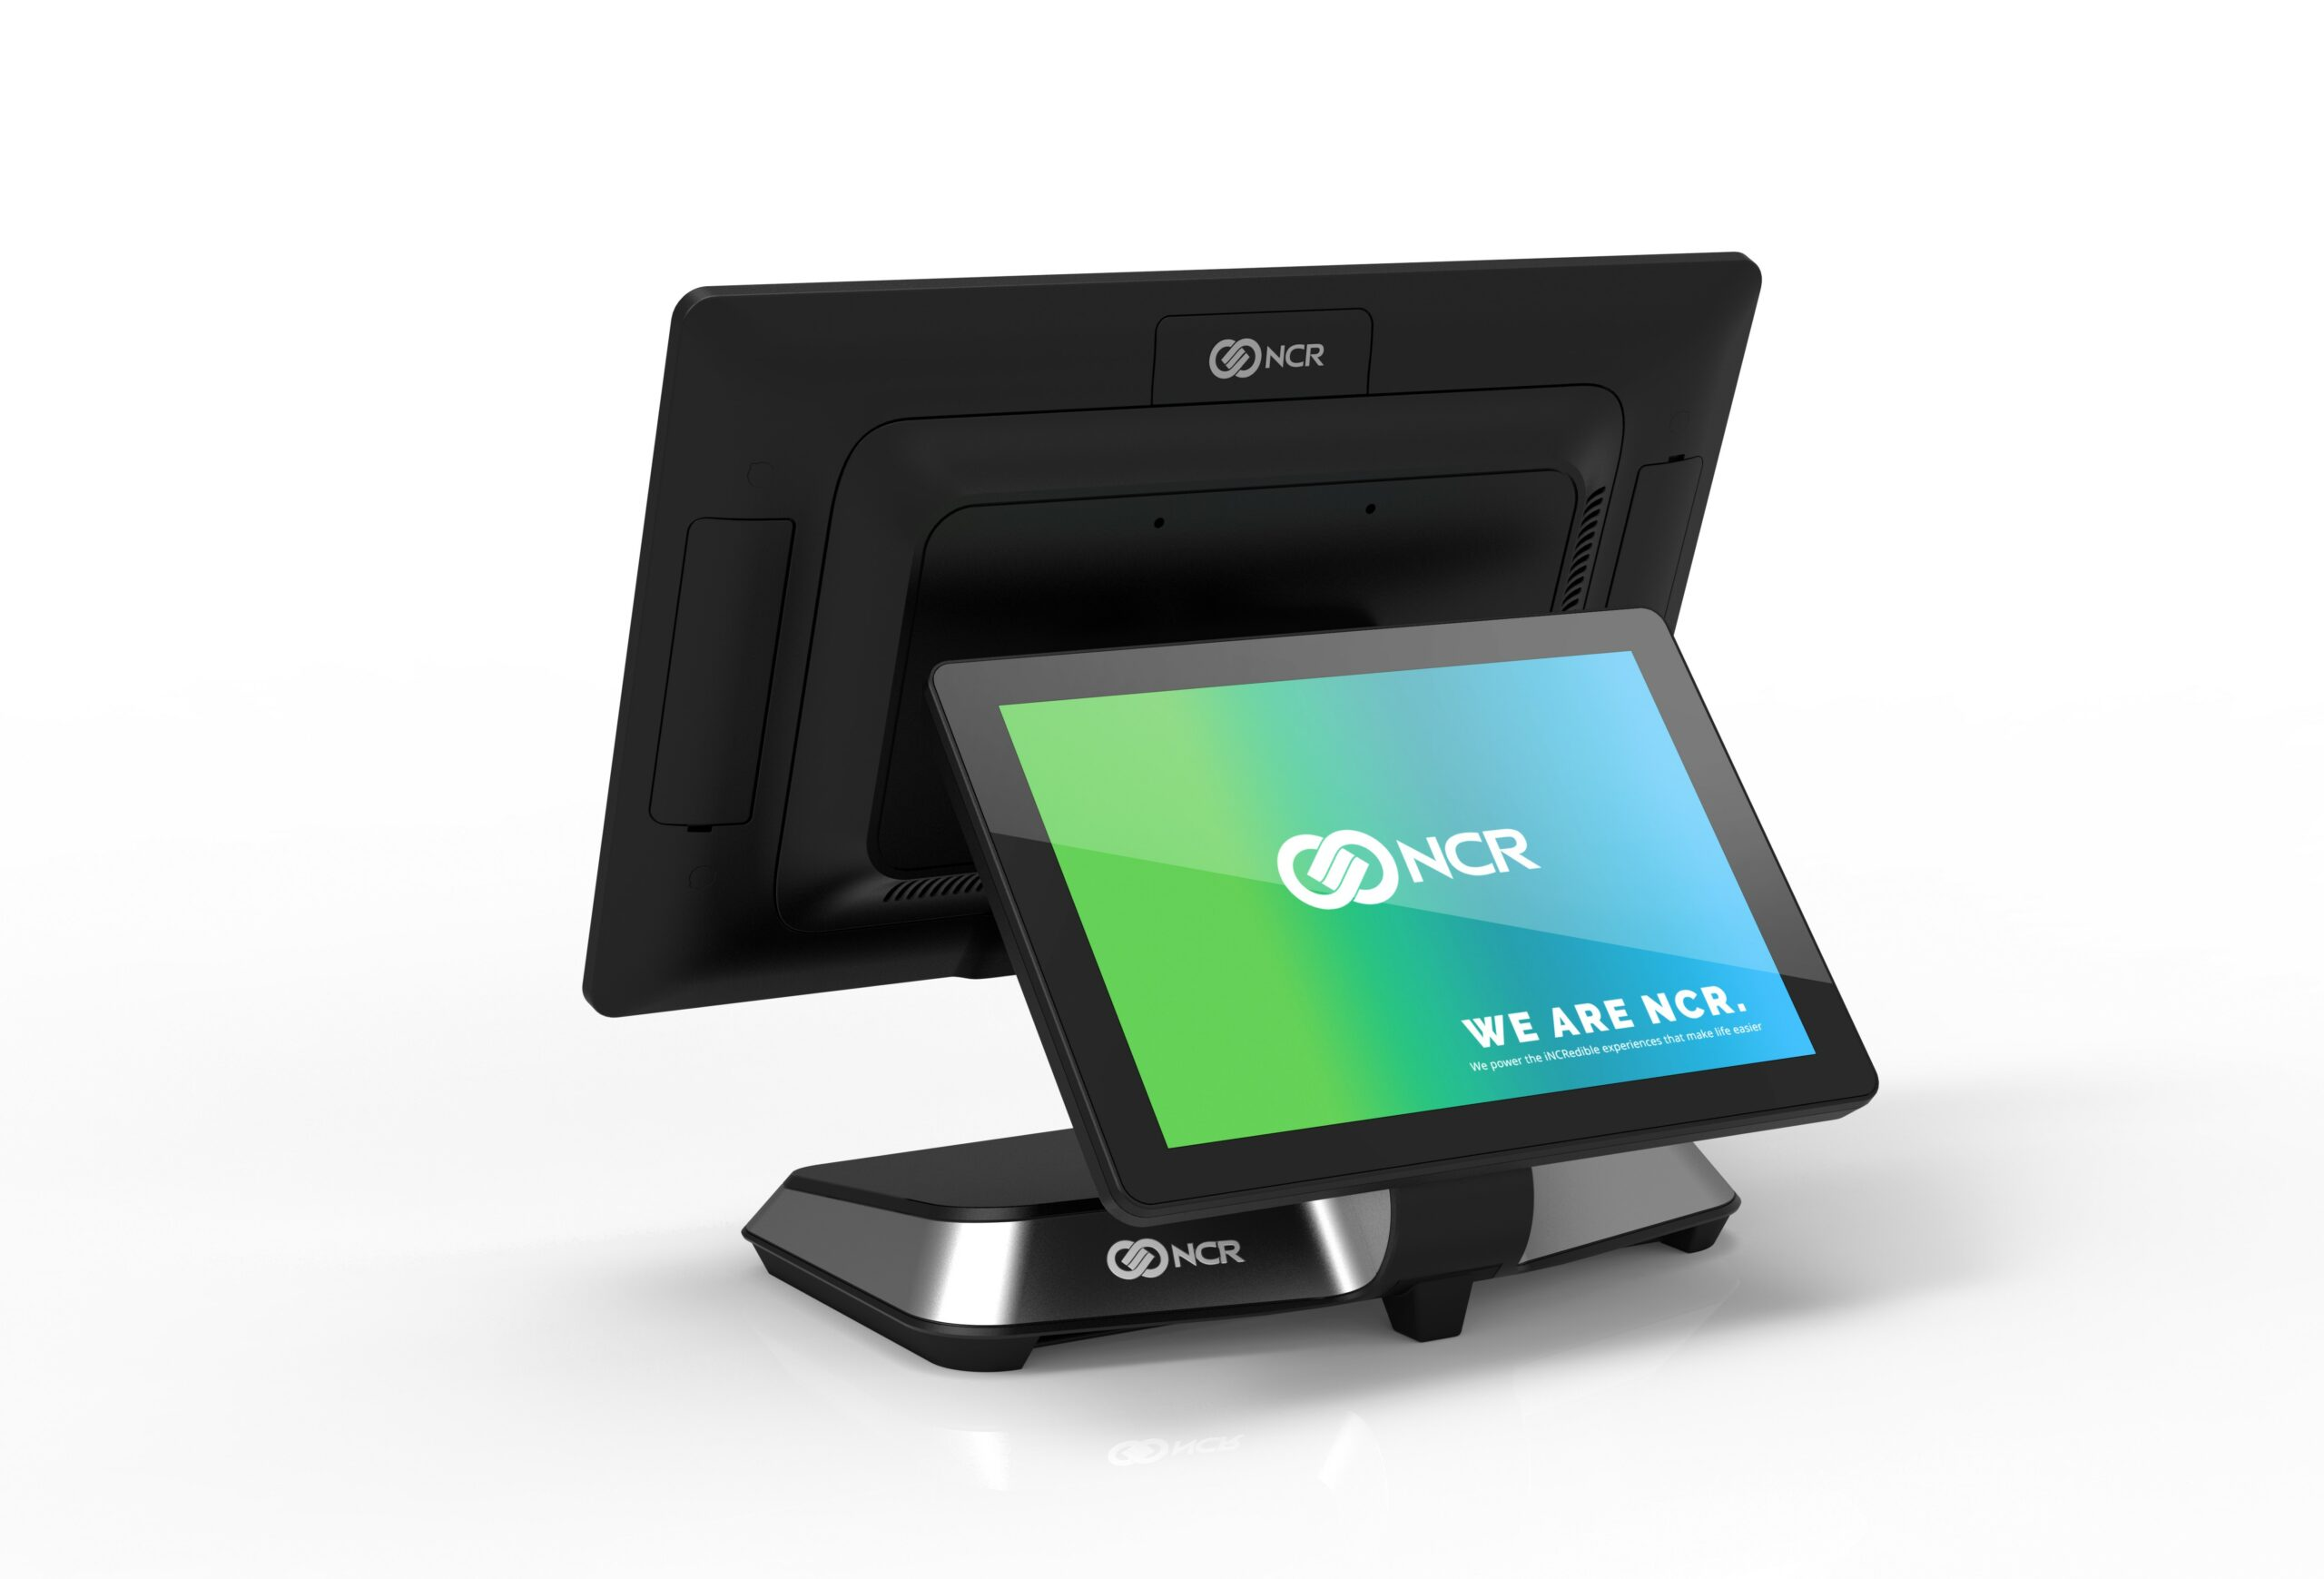 NCR
NCR
WE ARE NCR.
We power the iNCRedible experiences that make life easier
NCR